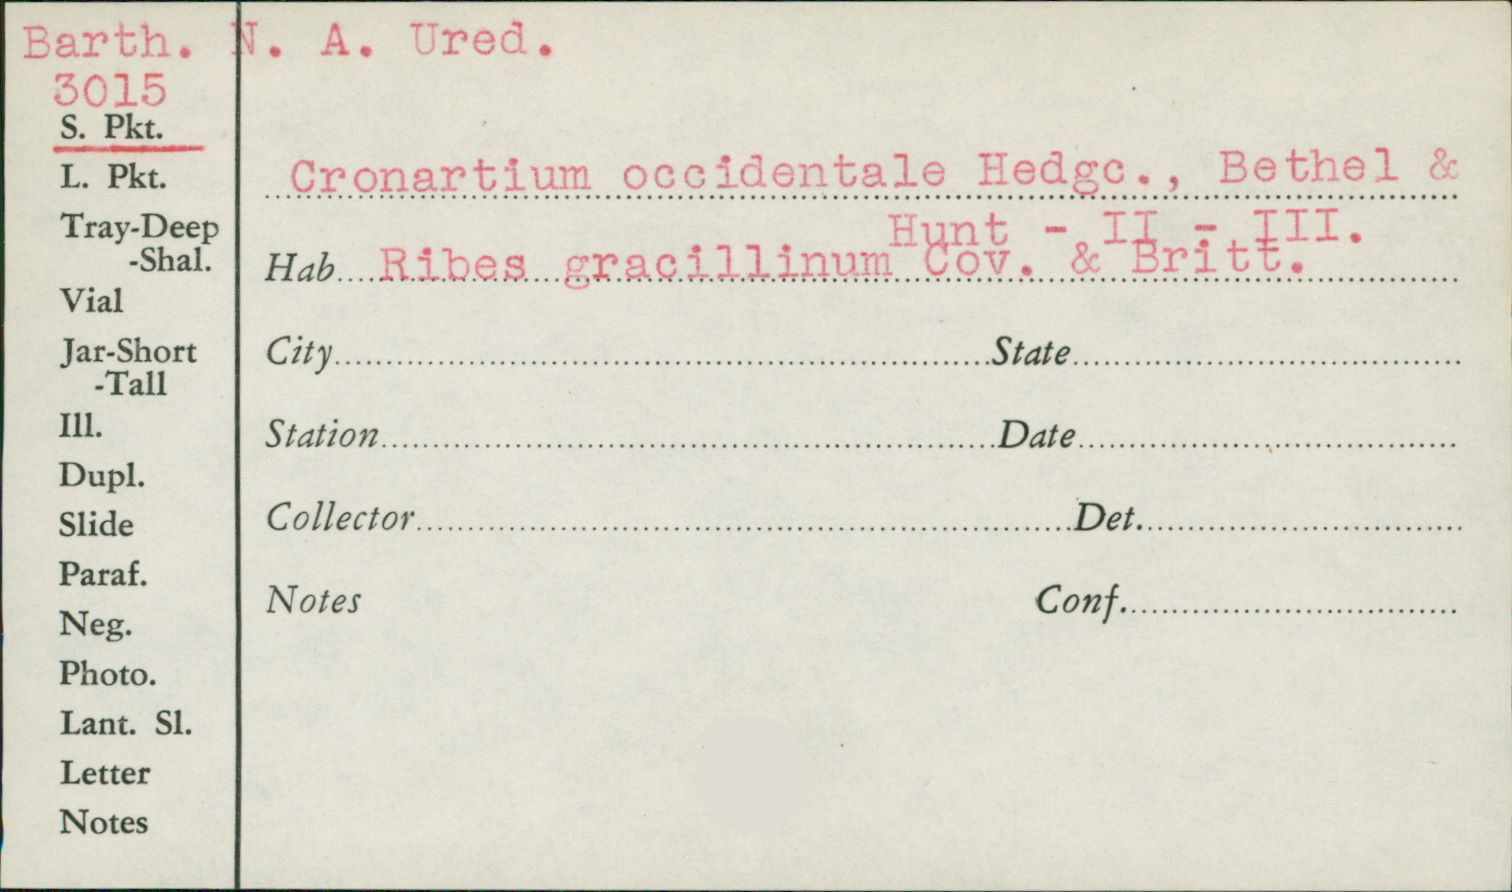 Barth. N. A. Ured.
3015
S. Pkt.
L. Pkt.
Tray-Deep
-Shal.
Vial
Jar-Short
-Tall
Ill.
Dupl.
Slide
Paraf.
Neg.
Photo.
Lant. Sl.
Letter
Notes
Cronartium occidentale Hedgc., Bethel &
Hunt - II - III.
Hab. Ribes gracillinum Cov. & Britt.
City State
Station Date
Collector Det.
Notes Conf.